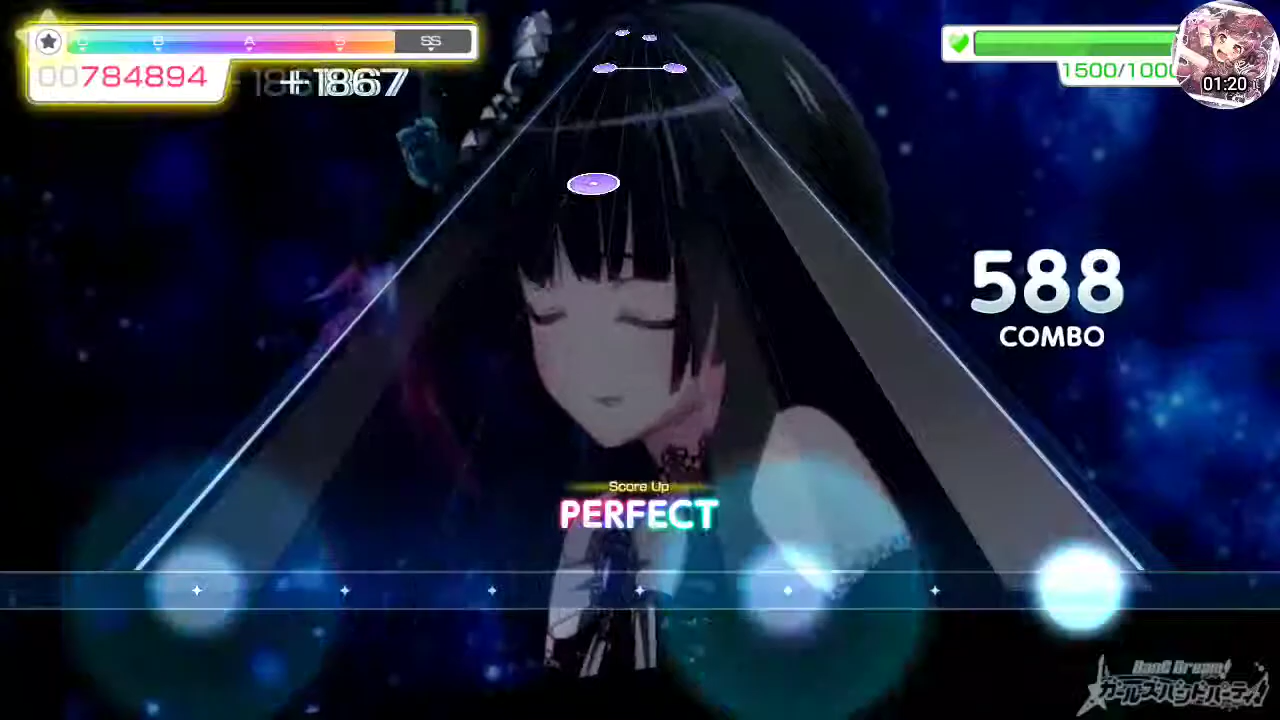 C B A S SS
00784894
+1867
1500/1000
01:20
588
COMBO
Score Up
PERFECT
BanG Dream!
ガールズバンドパーティ!